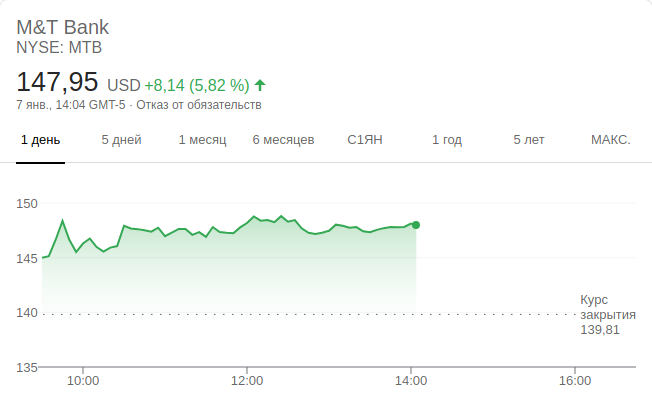 M&T Bank
NYSE: MTB
147,95 USD +8,14 (5,82 %)
7 янв., 14:04 GMT-5 · Отказ от обязательств
1 день 5 дней 1 месяц 6 месяцев С1ЯН 1 год 5 лет МАКС.
150
145
140
Курс
закрытия
139,81
135
10:00 12:00 14:00 16:00